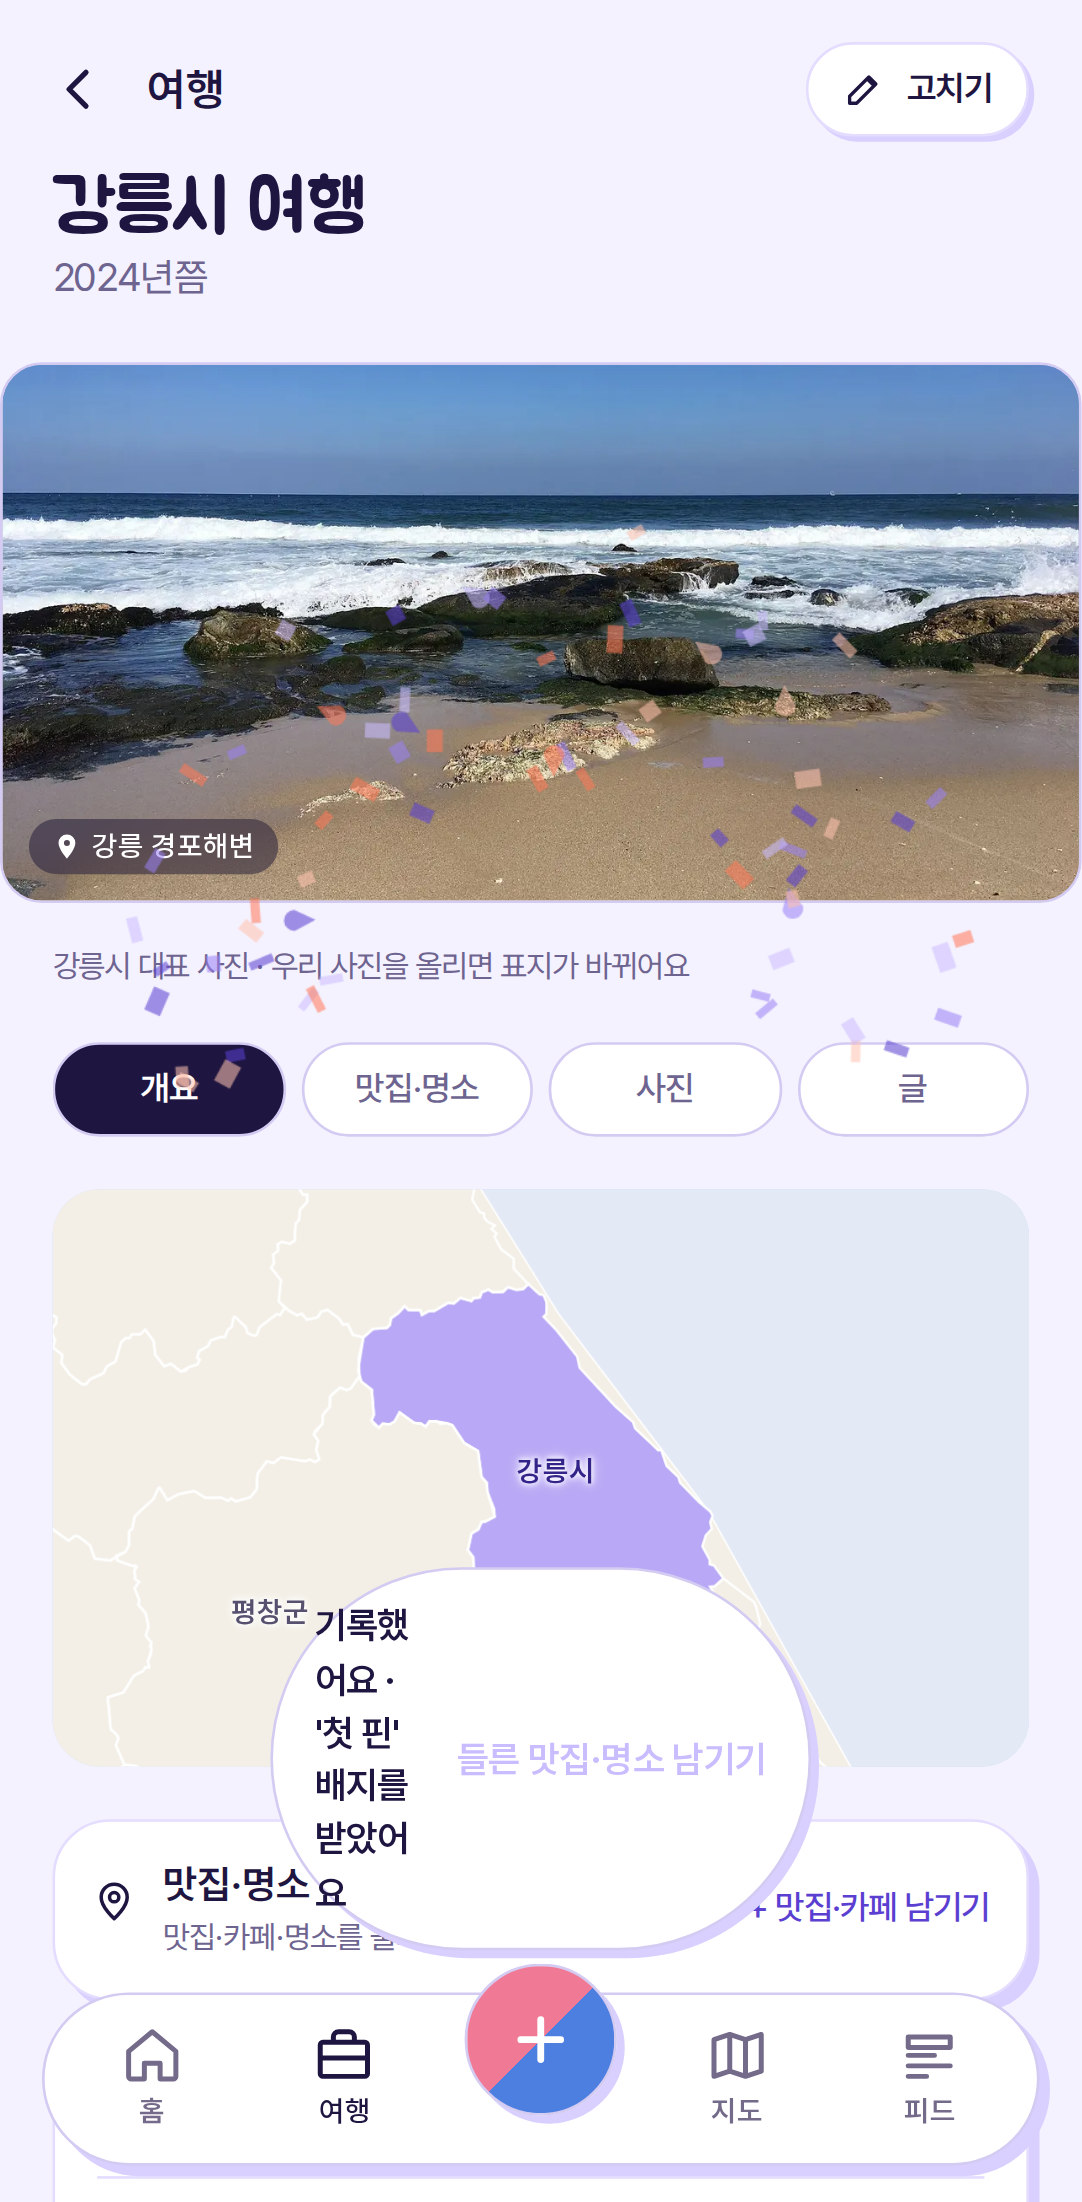 여행
고치기
강릉시 여행
2024년쯤
강릉 경포해변
강릉시 대표 사진 · 우리 사진을 올리면 표지가 바뀌어요
개요
맛집·명소
사진
글
강릉시
평창군
기록했
어요 ·
'첫 핀'
배지를
받았어
요
들른 맛집·명소 남기기
맛집·명소
맛집·카페·명소를
+ 맛집·카페 남기기
홈
여행
지도
피드